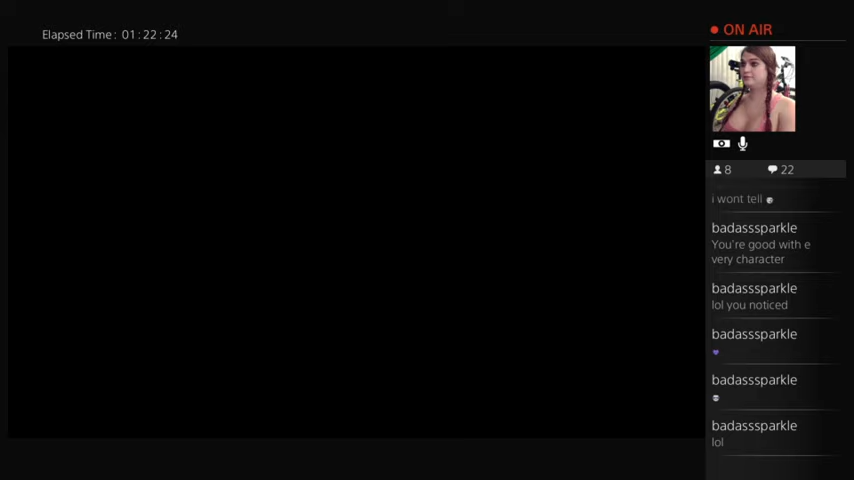 Elapsed Time: 01:22:24
ON AIR
8 22
i wont tell
badasssparkle
You're good with e
very character
badasssparkle
lol you noticed
badasssparkle
badasssparkle
badasssparkle
lol